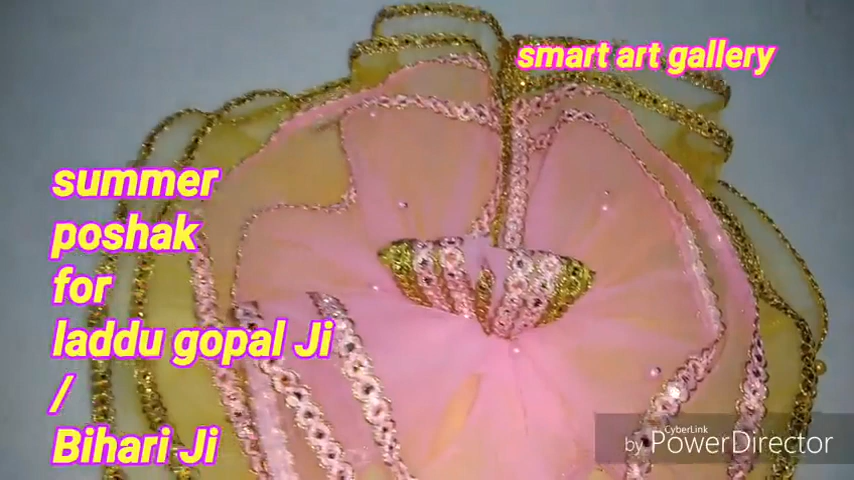 smart art gallery
summer
poshak
for
laddu gopal Ji
/
Bihari Ji
CyberLink
by PowerDirector